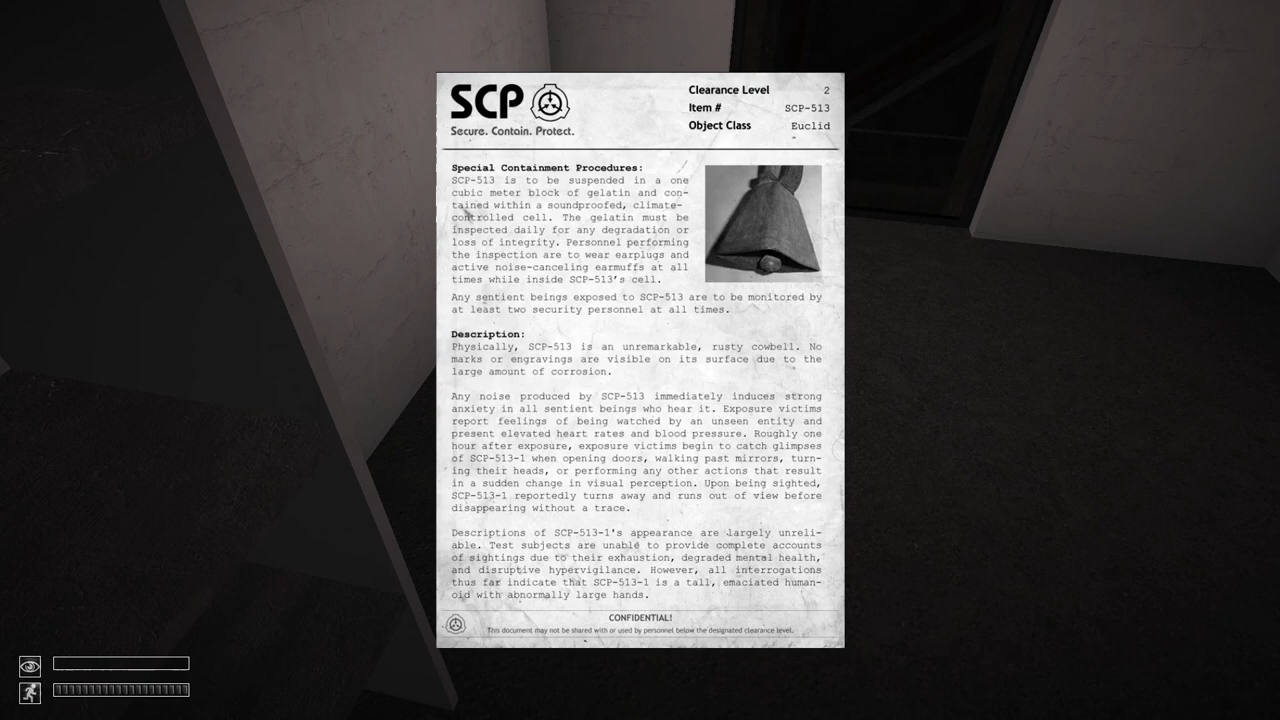 SCP
Secure. Contain. Protect.
Clearance Level 2
Item # SCP-513
Object Class Euclid
Special Containment Procedures:
SCP-513 is to be suspended in a one
cubic meter block of gelatin and con-
tained within a soundproofed, climate-
controlled cell. The gelatin must be
inspected daily for any degradation or
loss of integrity. Personnel performing
the inspection are to wear earplugs and
active noise-canceling earmuffs at all
times while inside SCP-513's cell.
Any sentient beings exposed to SCP-513 are to be monitored by
at least two security personnel at all times.
Description:
Physically, SCP-513 is an unremarkable, rusty cowbell. No
marks or engravings are visible on its surface due to the
large amount of corrosion.
Any noise produced by SCP-513 immediately induces strong
anxiety in all sentient beings who hear it. Exposure victims
report feelings of being watched by an unseen entity and
present elevated heart rates and blood pressure. Roughly one
hour after exposure, exposure victims begin to catch glimpses
of SCP-513-1 when opening doors, walking past mirrors, turn-
ing their heads, or performing any other actions that result
in a sudden change in visual perception. Upon being sighted,
SCP-513-1 reportedly turns away and runs out of view before
disappearing without a trace.
Descriptions of SCP-513-1's appearance are largely unreli-
able. Test subjects are unable to provide complete accounts
of sightings due to their exhaustion, degraded mental health,
and disruptive hypervigilance. However, all interrogations
thus far indicate that SCP-513-1 is a tall, emaciated human-
oid with abnormally large hands.
CONFIDENTIAL!
This document may not be shared with or used by personnel below the designated clearance level.